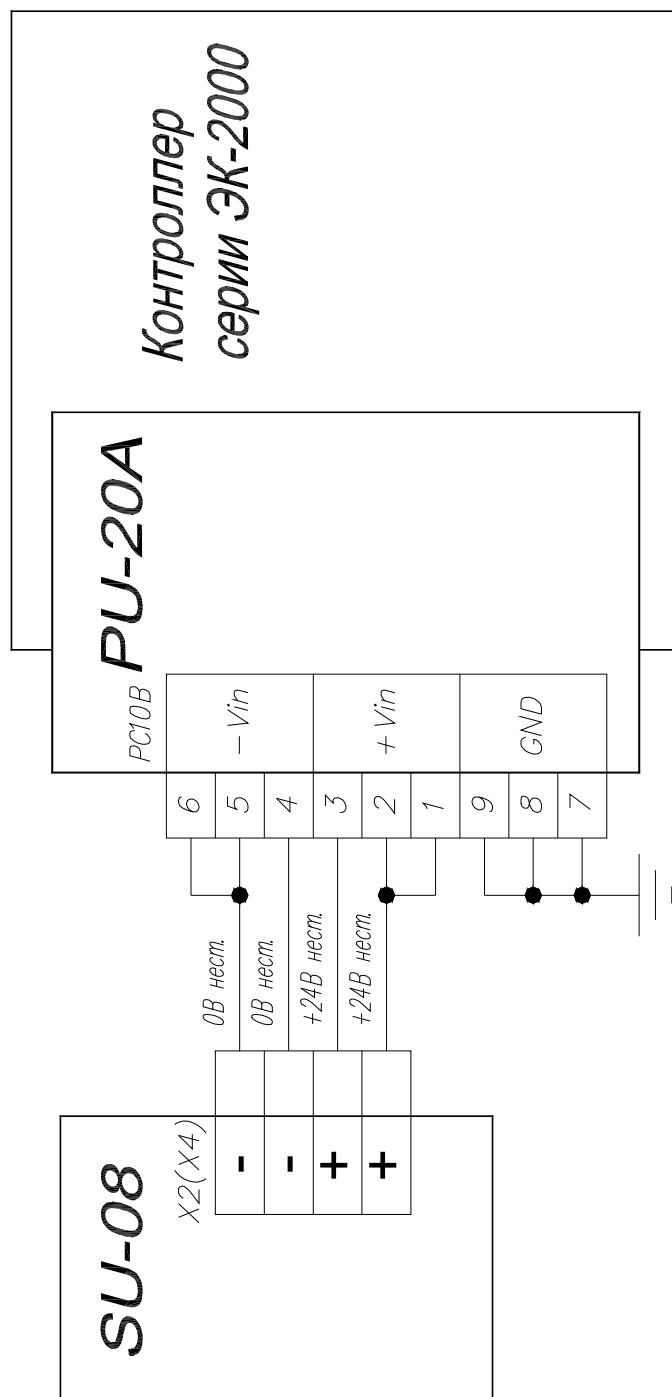 Контроллер
серии ЭК-2000
PU-20A
PC10B
-Vin
+Vin
GND
6
5
4
3
2
1
9
8
7
0В нест.
0В нест.
+24В нест.
+24В нест.
X2(X4)
-
-
+
+
SU-08